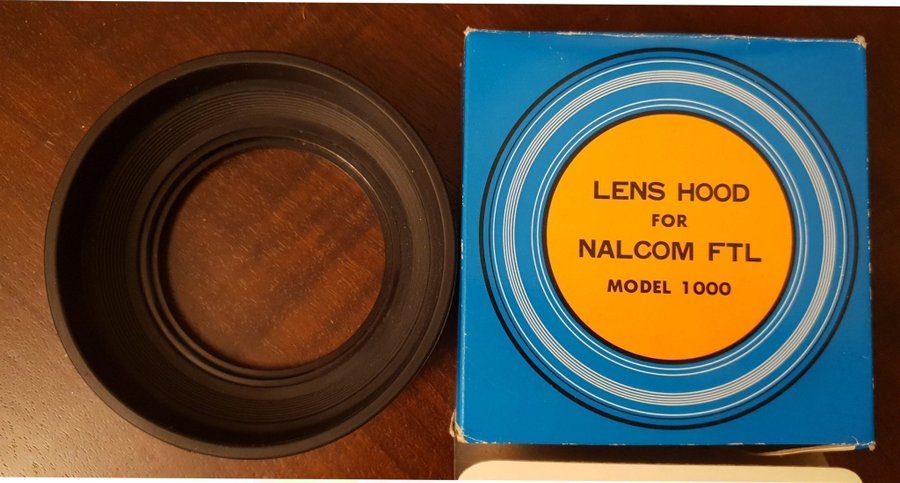 LENS HOOD
FOR
NALCOM FTL
MODEL 1000